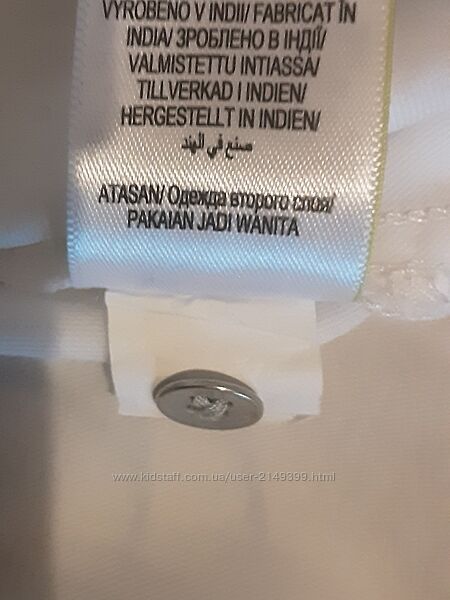 VYROBENO V INDII/ FABRICAT ÎN
INDIA/ ЗРОБЛЕНО В ІНДІЇ/
VALMISTETTU INTIASSA/
TILLVERKAD I INDIEN/
HERGESTELLT IN INDIEN/
صنع في الهند
ATASAN/ Одежда второго слоя/
PAKAIAN JADI WANITA
www.kidstaff.com.ua/user-2149399.html